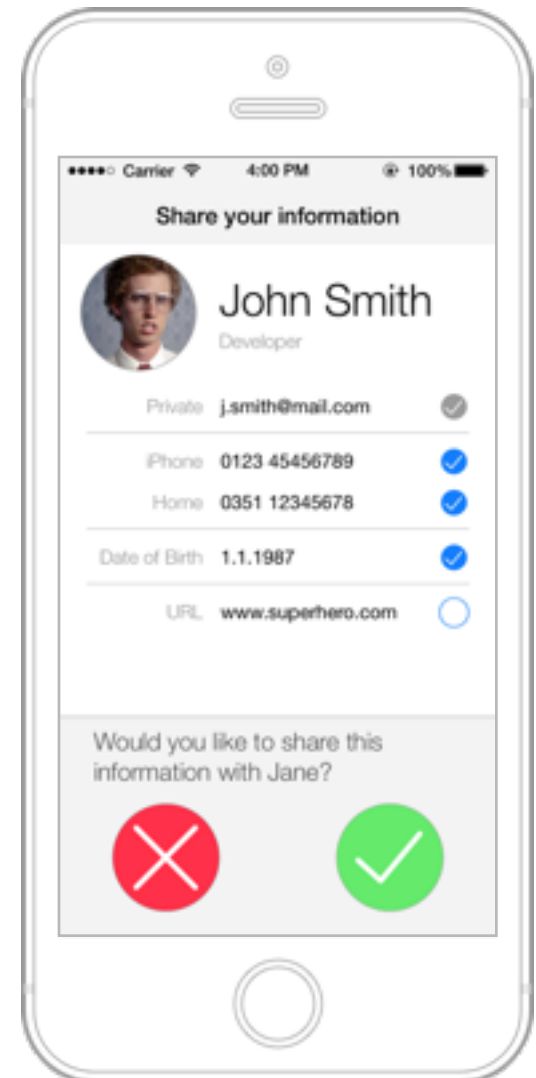 Carrier 4:00 PM 100%
Share your information
John Smith
Developer
Private j.smith@mail.com
iPhone 0123 45456789
Home 0351 12345678
Date of Birth 1.1.1987
URL www.superhero.com
Would you like to share this
information with Jane?